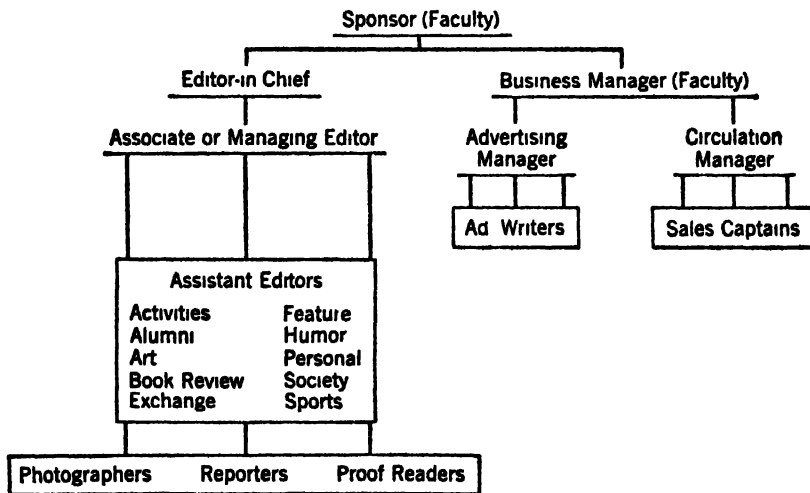 Sponsor (Faculty)
Editor-in Chief
Business Manager (Faculty)
Associate or Managing Editor
Advertising
Manager
Circulation
Manager
Ad Writers
Sales Captains
Assistant Editors
Activities Feature
Alumni Humor
Art Personal
Book Review Society
Exchange Sports
Photographers Reporters Proof Readers